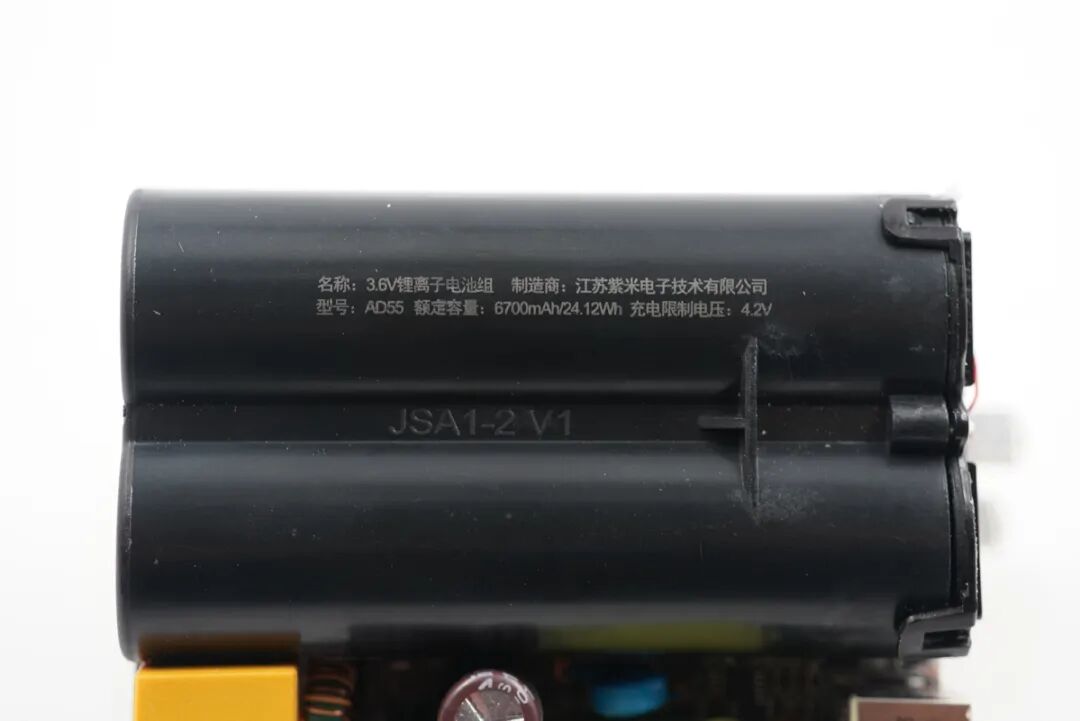 名称：3.6V锂离子电池组 制造商：江苏紫米电子技术有限公司
型号：AD55 额定容量：6700mAh/24.12Wh 充电限制电压：4.2V
JSA1-2 V1